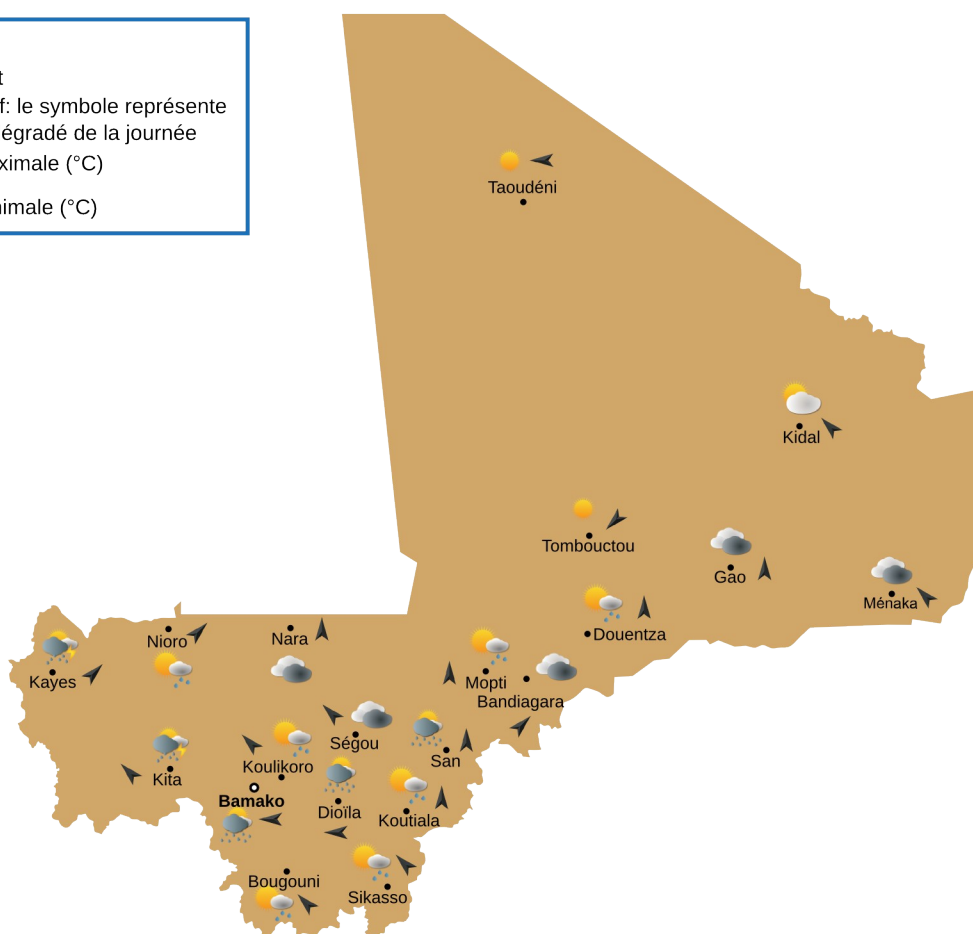 t
f: le symbole représente
égradé de la journée
ximale (°C)
nimale (°C)
Taoudéni
Kidal
Tombouctou
Gao
Ménaka
Douentza
Nioro
Nara
Kayes
Mopti
Bandiagara
Ségou
San
Koulikoro
Kita
Bamako
Dioïla
Koutiala
Bougouni
Sikasso